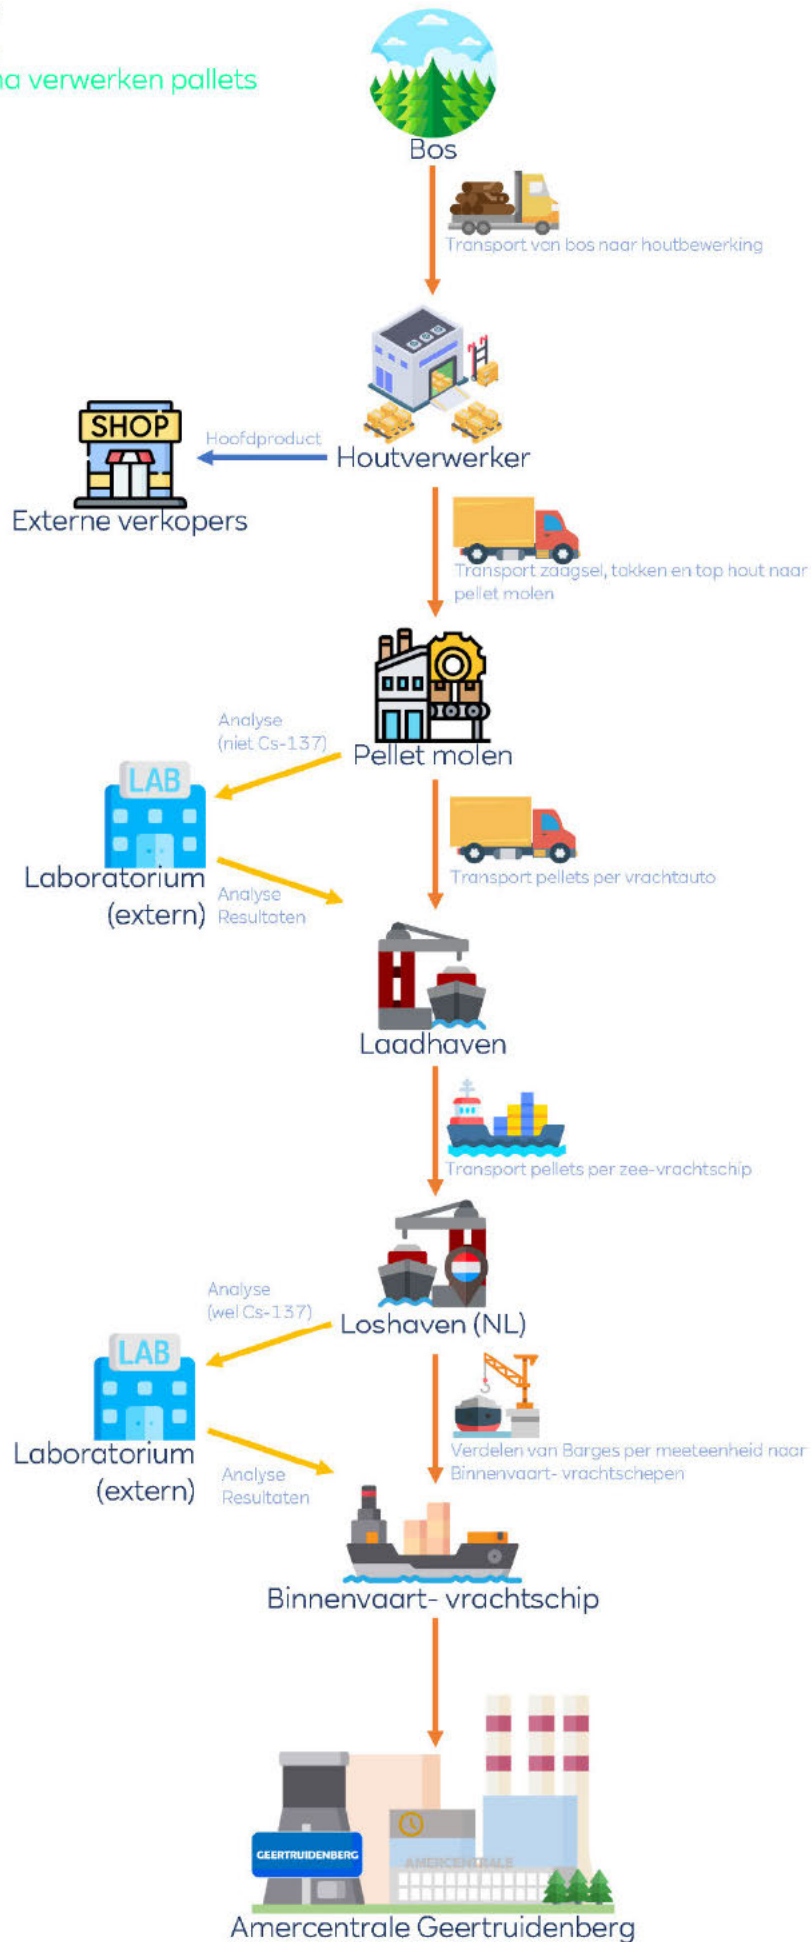 verwerken pallets
Bos
Transport van bos naar houtbewerking
SHOP
Hoofdproduct
Houtverwerker
Externe verkopers
Transport zaagsel, takken en top hout naar
pellet molen
Analyse
(niet Cs-137)
Pellet molen
LAB
Laboratorium
(extern)
Analyse
Resultaten
Transport pellets per vrachtauto
Laadhaven
Transport pellets per zee-vrachtschip
Analyse
(wel Cs-137)
Loshaven (NL)
LAB
Laboratorium
(extern)
Analyse
Resultaten
Verdelen van Barges per meeteenheid naar
Binnenvaart- vrachtschepen
Binnenvaart- vrachtschip
GEERTRUIDENBERG
AMERCENTRALE
Amercentrale Geertruidenberg